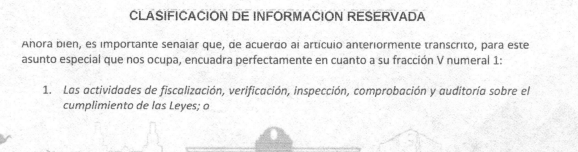 CLASIFICACION DE INFORMACION RESERVADA
Ahora bien, es importante señalar que, de acuerdo al artículo anteriormente transcrito, para este
asunto especial que nos ocupa, encuadra perfectamente en cuanto a su fracción V numeral 1:
1. Las actividades de fiscalización, verificación, inspección, comprobación y auditoría sobre el
cumplimiento de las Leyes; o